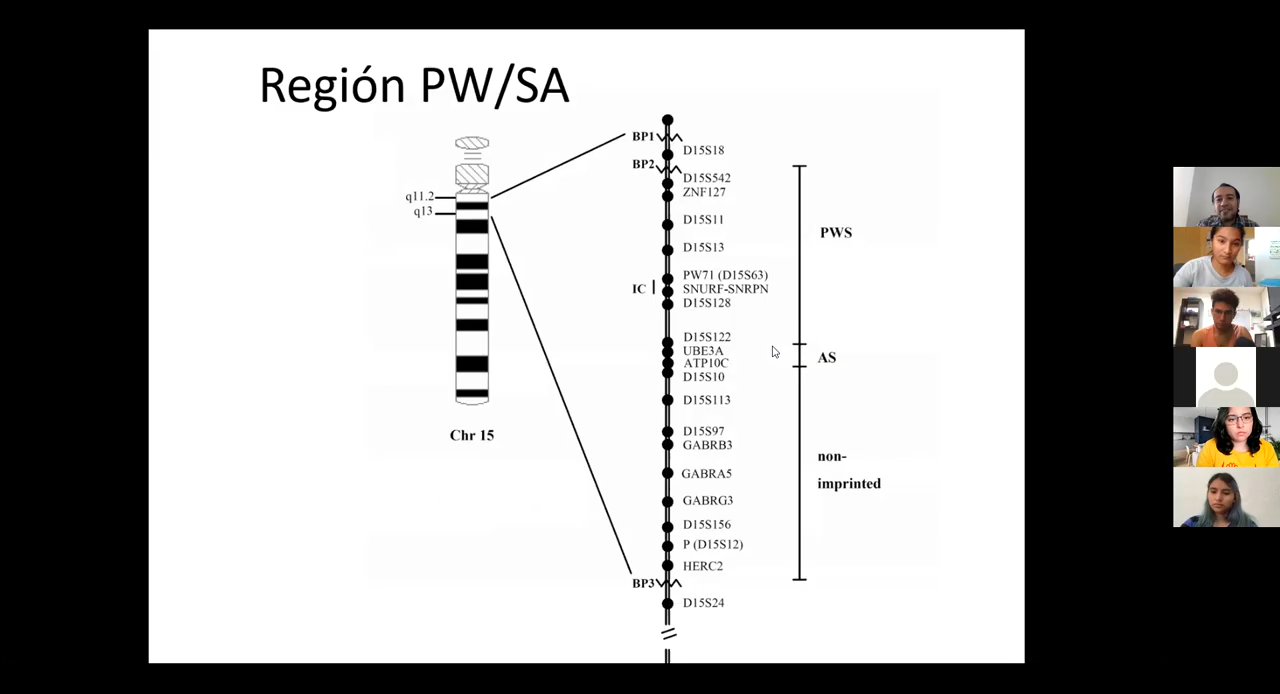 Región PW/SA
q11.2
q13
Chr 15
BP1
D15S18
BP2
D15S542
ZNF127
D15S11
D15S13
PW71 (D15S63)
IC
SNURF-SNRPN
D15S128
D15S122
UBE3A
ATP10C
D15S10
D15S113
D15S97
GABRB3
GABRA5
GABRG3
D15S156
P (D15S12)
HERC2
BP3
D15S24
PWS
AS
non-
imprinted